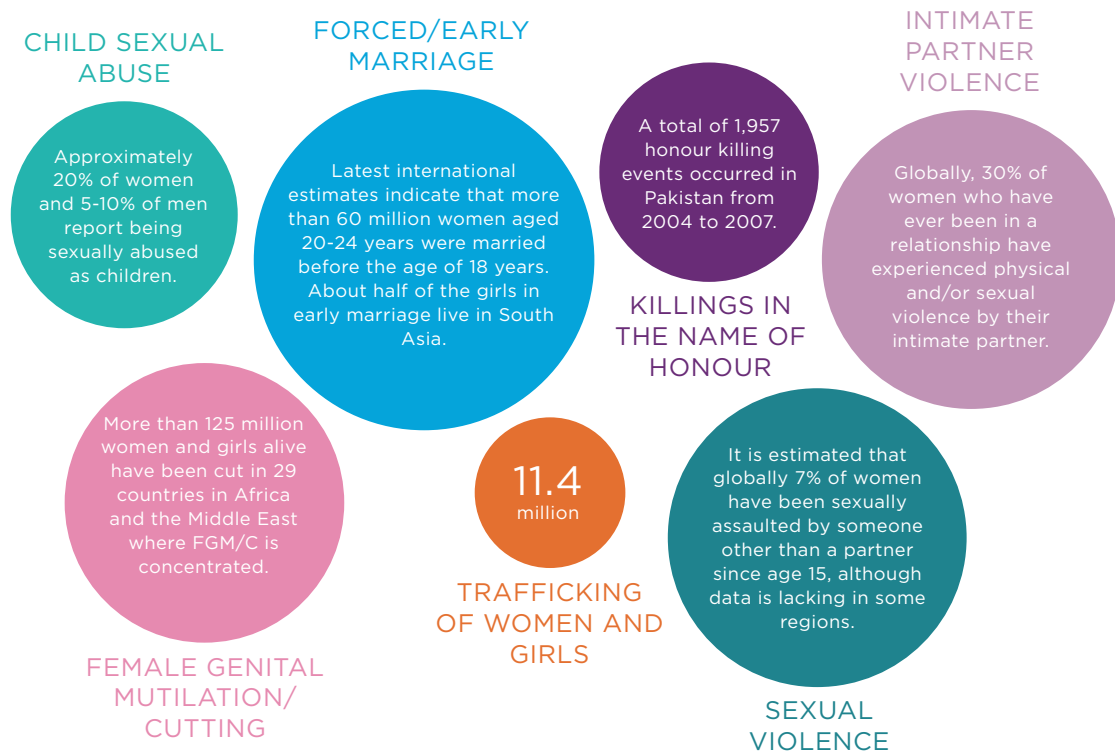 CHILD SEXUAL
ABUSE
Approximately
20% of women
and 5-10% of men
report being
sexually abused
as children.
FORCED/EARLY
MARRIAGE
Latest international
estimates indicate that more
than 60 million women aged
20-24 years were married
before the age of 18 years.
About half of the girls in
early marriage live in South
Asia.
A total of 1,957
honour killing
events occurred in
Pakistan from
2004 to 2007.
KILLINGS IN
THE NAME OF
HONOUR
INTIMATE
PARTNER
VIOLENCE
Globally, 30% of
women who have
ever been in a
relationship have
experienced physical
and/or sexual
violence by their
intimate partner.
More than 125 million
women and girls alive
have been cut in 29
countries in Africa
and the Middle East
where FGM/C is
concentrated.
FEMALE GENITAL
MUTILATION/
CUTTING
11.4
million
TRAFFICKING
OF WOMEN AND
GIRLS
It is estimated that
globally 7% of women
have been sexually
assaulted by someone
other than a partner
since age 15, although
data is lacking in some
regions.
SEXUAL
VIOLENCE